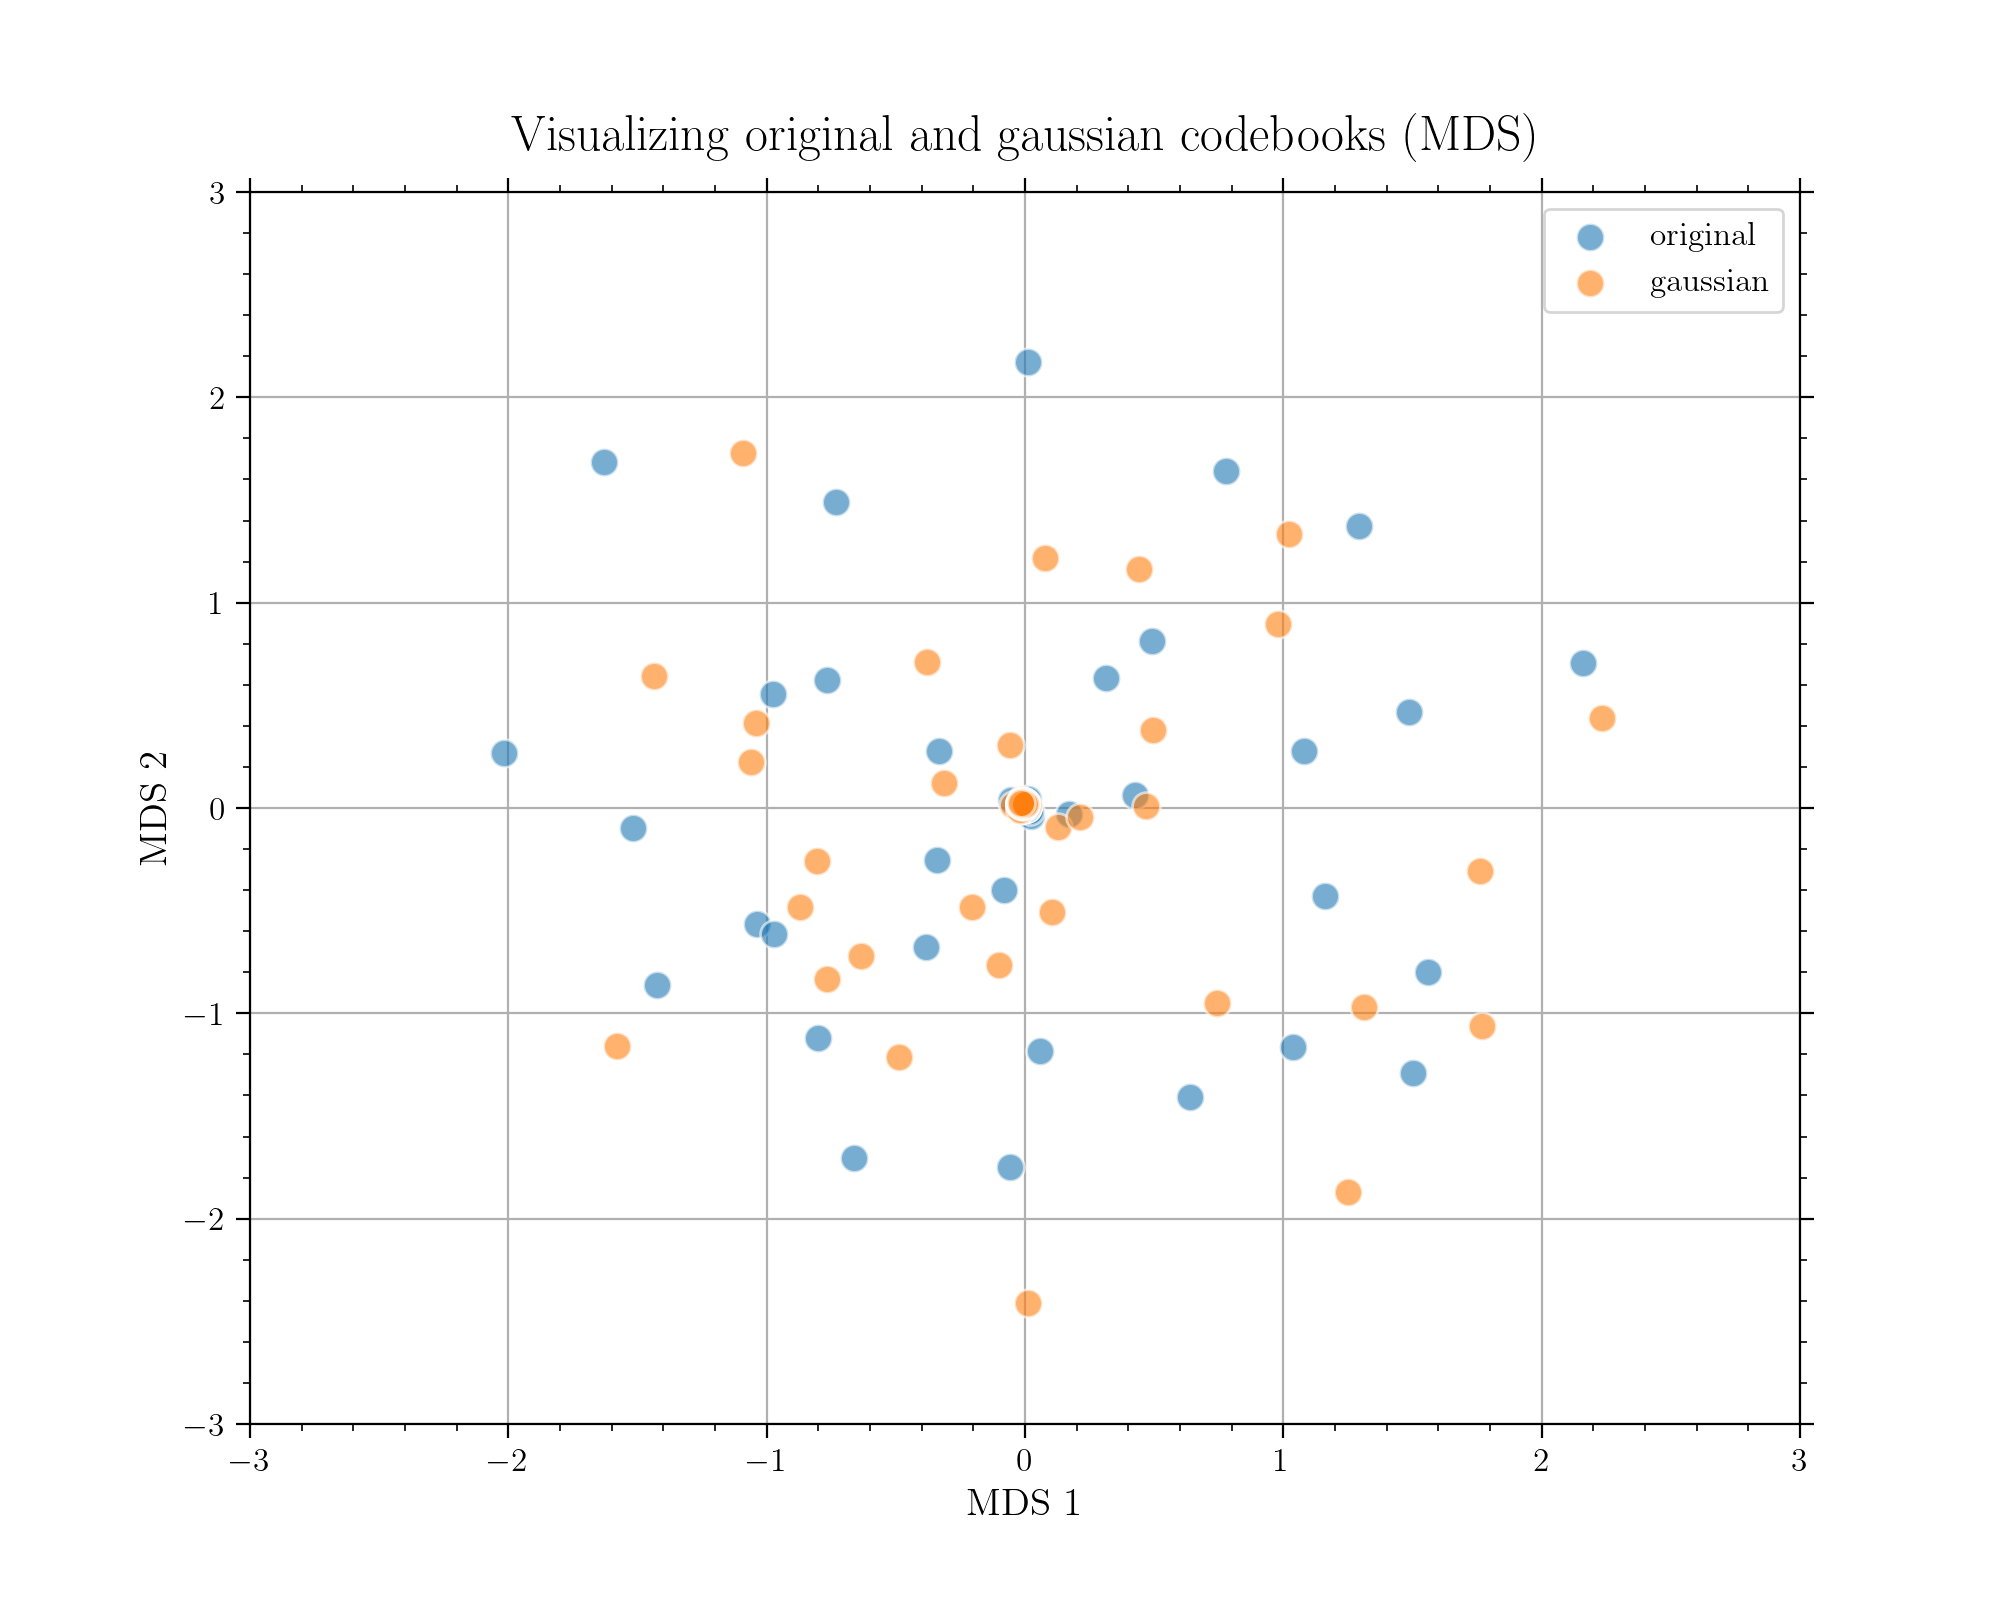 Visualizing original and gaussian codebooks (MDS)
original
gaussian
3
2
1
0
−1
−2
−3
MDS 2
−3
−2
−1
0
1
2
3
MDS 1